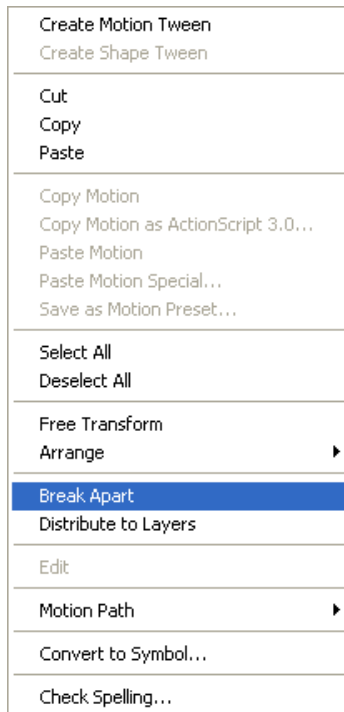 Create Motion Tween
Create Shape Tween
Cut
Copy
Paste
Copy Motion
Copy Motion as ActionScript 3.0...
Paste Motion
Paste Motion Special...
Save as Motion Preset...
Select All
Deselect All
Free Transform
Arrange
Break Apart
Distribute to Layers
Edit
Motion Path
Convert to Symbol...
Check Spelling...